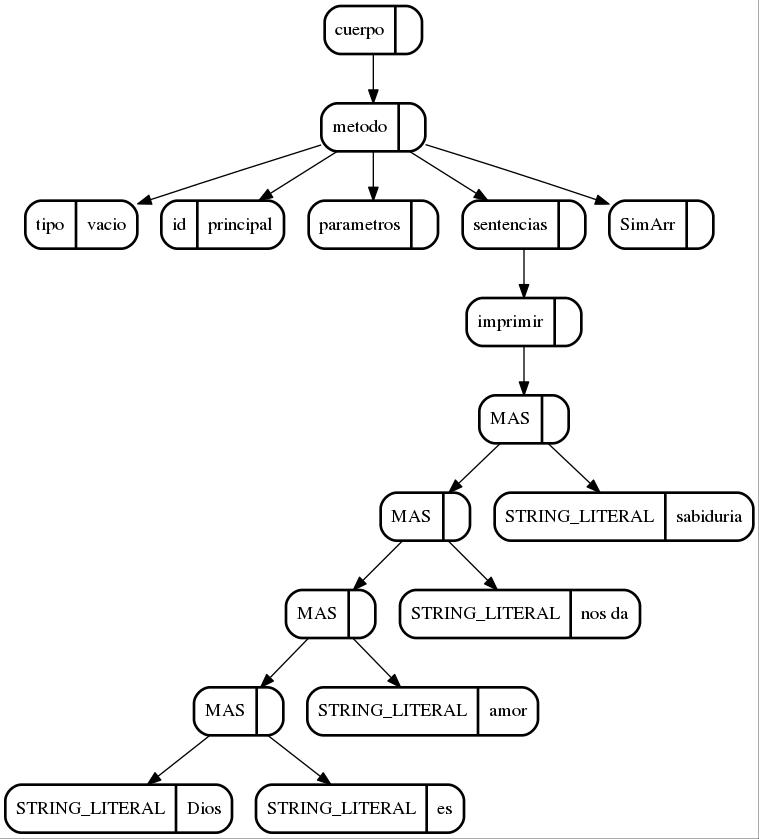 cuerpo
metodo
tipo vacio id principal parametros sentencias SimArr
imprimir
MAS
MAS STRING_LITERAL sabiduria
MAS STRING_LITERAL nos da
MAS STRING_LITERAL amor
STRING_LITERAL Dios STRING_LITERAL es